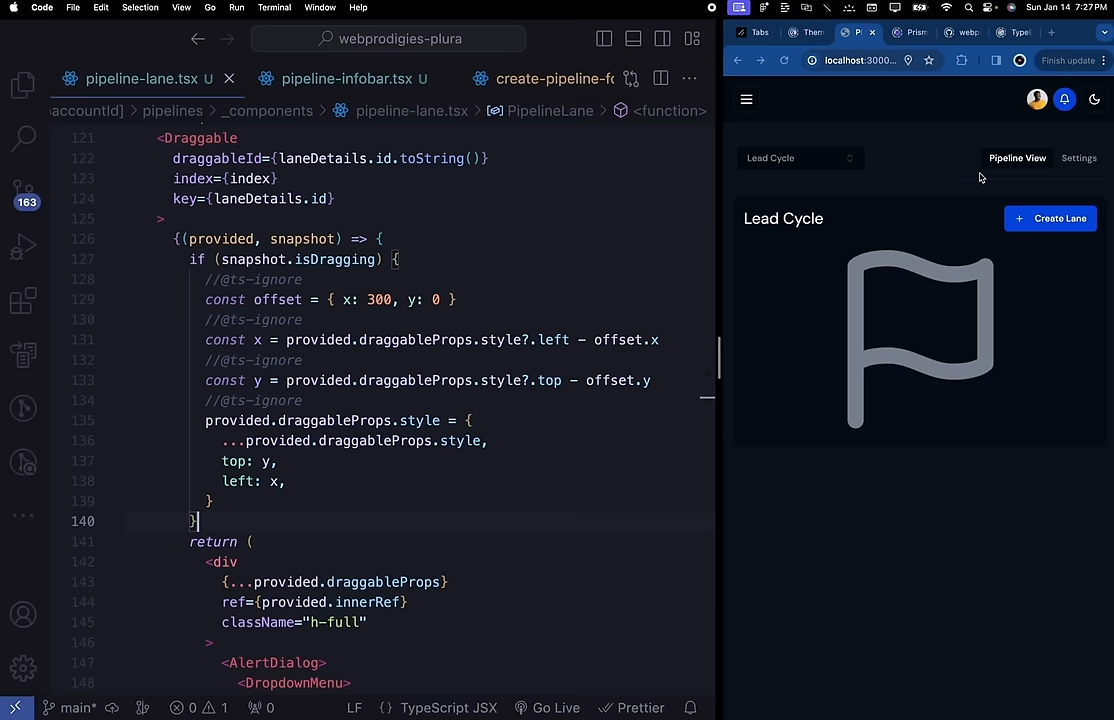 Code File Edit Selection View Go Run Terminal Window Help
Sun Jan 14 7:27 PM
webprodigies-plura
Tabs Them P Prism webp Type
pipeline-lane.tsx U pipeline-infobar.tsx U create-pipeline-fo
localhost:3000... Finish update
accountId] > pipelines > _components > pipeline-lane.tsx > PipelineLane > <function>
121 <Draggable
122 draggableId={laneDetails.id.toString()}
123 index={index}
124 key={laneDetails.id}
125 >
126 {(provided, snapshot) => {
127 if (snapshot.isDragging) {
128 //@ts-ignore
129 const offset = { x: 300, y: 0 }
130 //@ts-ignore
131 const x = provided.draggableProps.style?.left - offset.x
132 //@ts-ignore
133 const y = provided.draggableProps.style?.top - offset.y
134 //@ts-ignore
135 provided.draggableProps.style = {
136 ...provided.draggableProps.style,
137 top: y,
138 left: x,
139 }
140 }
141 return (
142 <div
143 {...provided.draggableProps}
144 ref={provided.innerRef}
145 className="h-full"
146 >
147 <AlertDialog>
148 <DropdownMenu>
163
Lead Cycle
Pipeline View Settings
Lead Cycle
+ Create Lane
main* 0 1 0 LF {} TypeScript JSX Go Live Prettier